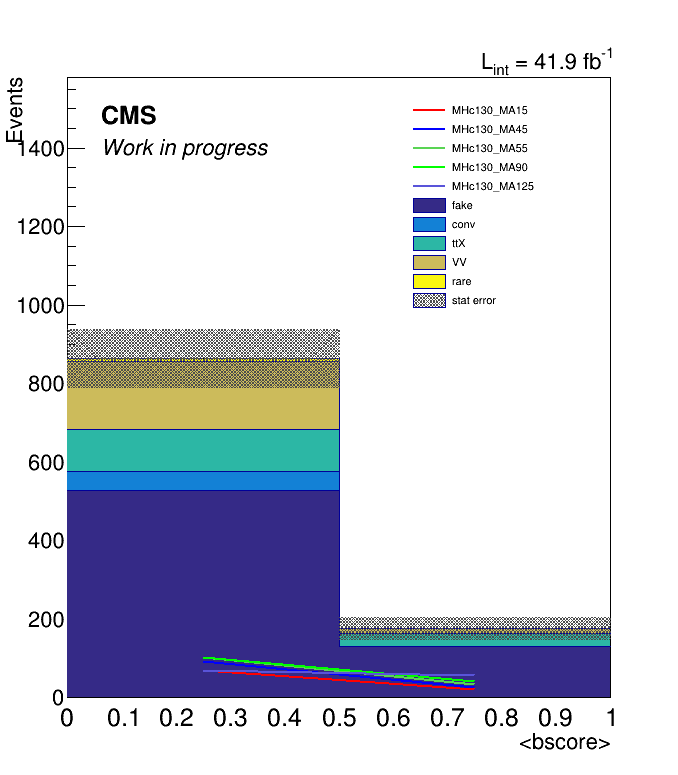 L_int = 41.9 fb^-1
Events
CMS
Work in progress
MHc130_MA15
MHc130_MA45
MHc130_MA55
MHc130_MA90
MHc130_MA125
fake
conv
ttX
VV
rare
stat error
1400
1200
1000
800
600
400
200
0
0 0.1 0.2 0.3 0.4 0.5 0.6 0.7 0.8 0.9 1
<bscore>